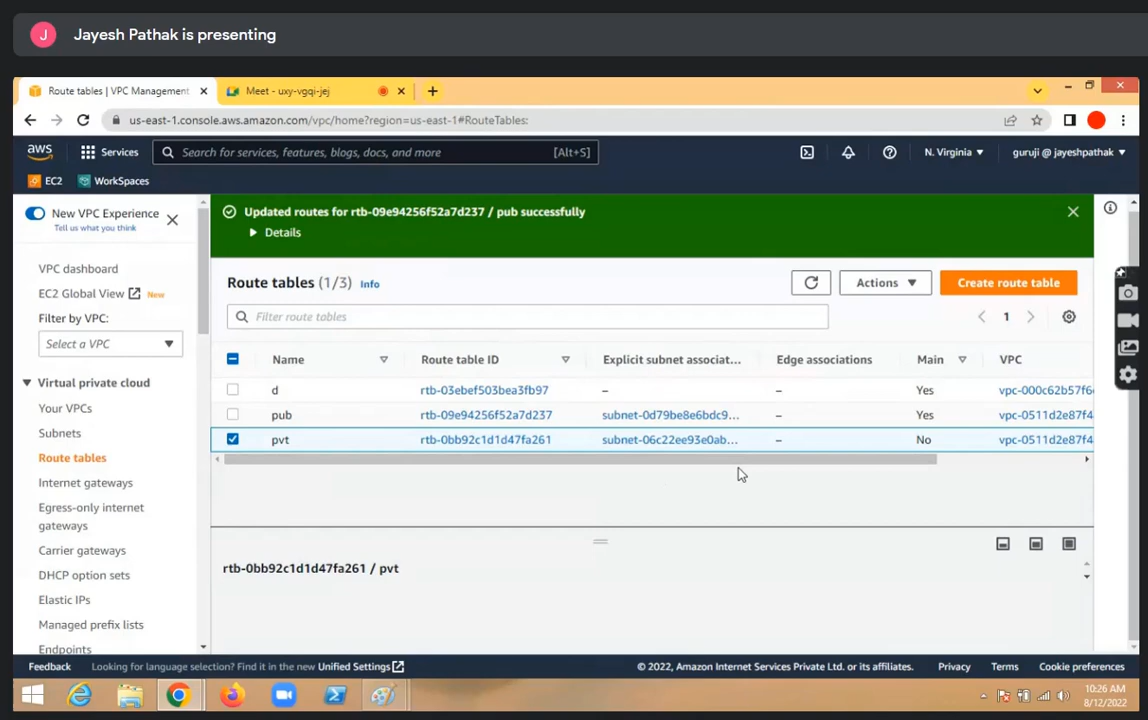 J Jayesh Pathak is presenting
Route tables | VPC Management
Meet - uxy-vgqi-jej
us-east-1.console.aws.amazon.com/vpc/home?region=us-east-1#RouteTables:
aws Services Search for services, features, blogs, docs, and more [Alt+S] N. Virginia guruji @ jayeshpathak
EC2 WorkSpaces
New VPC Experience
Tell us what you think
VPC dashboard
EC2 Global View New
Filter by VPC:
Select a VPC
Virtual private cloud
Your VPCs
Subnets
Route tables
Internet gateways
Egress-only internet
gateways
Carrier gateways
DHCP option sets
Elastic IPs
Managed prefix lists
Endpoints
Updated routes for rtb-09e94256f52a7d237 / pub successfully
Details
Route tables (1/3) Info
Actions
Create route table
Filter route tables
1
Name Route table ID Explicit subnet associat... Edge associations Main VPC
d rtb-03ebef503bea3fb97 – – Yes vpc-000c62b57f6
pub rtb-09e94256f52a7d237 subnet-0d79be8e6bdc9... – Yes vpc-0511d2e87f4
pvt rtb-0bb92c1d1d47fa261 subnet-06c22ee93e0ab... – No vpc-0511d2e87f4
rtb-0bb92c1d1d47fa261 / pvt
Feedback Looking for language selection? Find it in the new Unified Settings © 2022, Amazon Internet Services Private Ltd. or its affiliates. Privacy Terms Cookie preferences
10:26 AM
8/12/2022